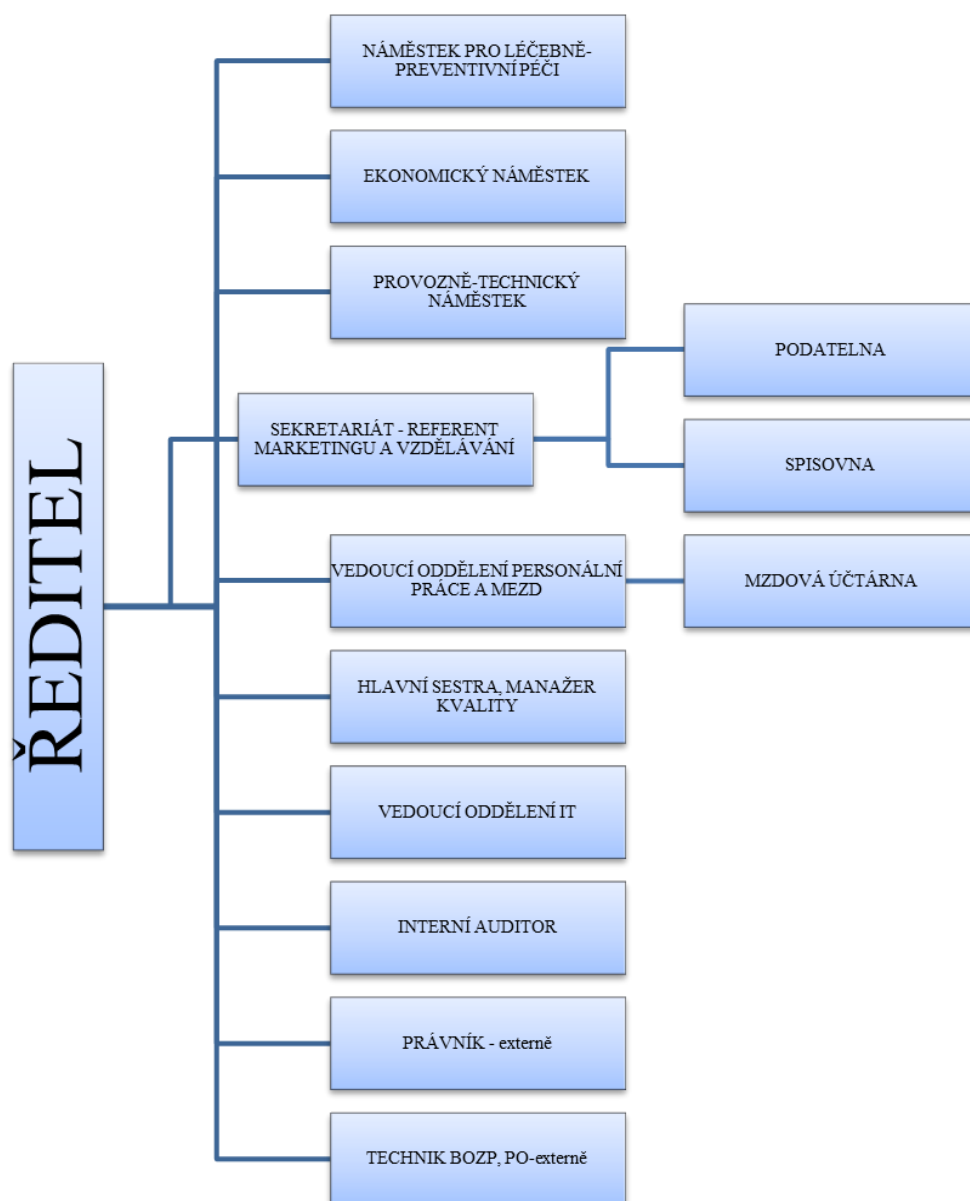 NÁMĚSTEK PRO LÉČEBNĚ-
PREVENTIVNÍ PÉČI
EKONOMICKÝ NÁMĚSTEK
PROVOZNĚ-TECHNICKÝ
NÁMĚSTEK
PODATELNA
ŘEDITEL
SEKRETARIÁT - REFERENT
MARKETINGU A VZDĚLÁVÁNÍ
SPISOVNA
VEDOUCÍ ODDĚLENÍ PERSONÁLNÍ
PRÁCE A MEZD
MZDOVÁ ÚČTÁRNA
HLAVNÍ SESTRA, MANAŽER
KVALITY
VEDOUCÍ ODDĚLENÍ IT
INTERNÍ AUDITOR
PRÁVNÍK - externě
TECHNIK BOZP, PO-externě